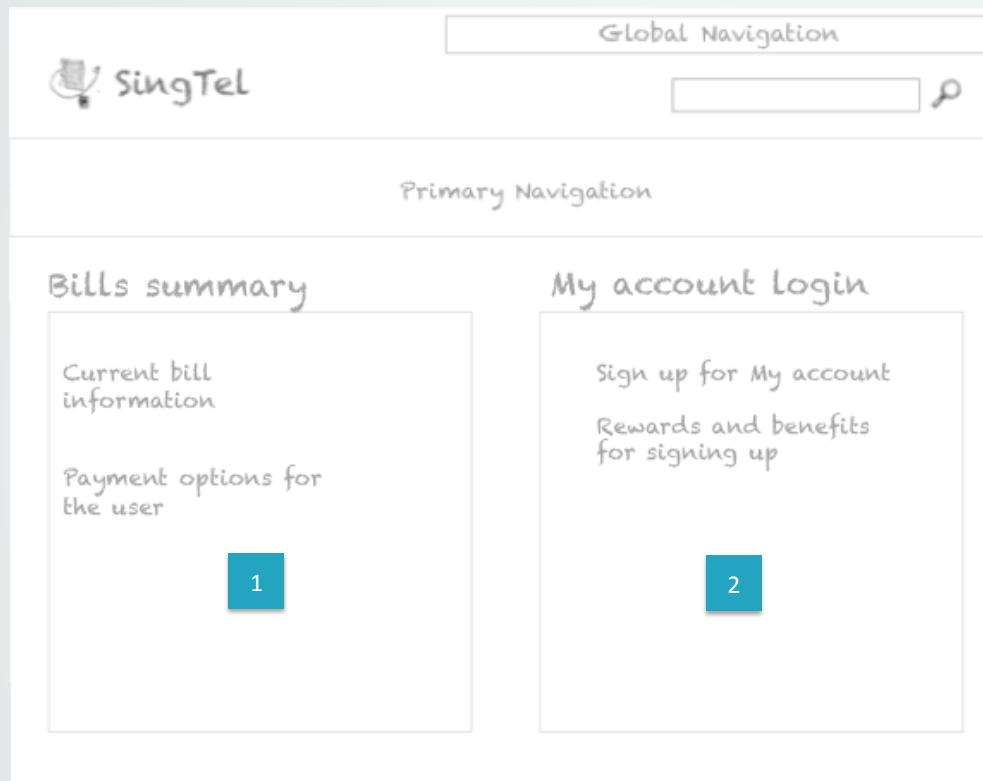 Global Navigation
SingTel
Primary Navigation
Bills summary
Current bill
information
Payment options for
the user
1
My account login
Sign up for My account
Rewards and benefits
for signing up
2